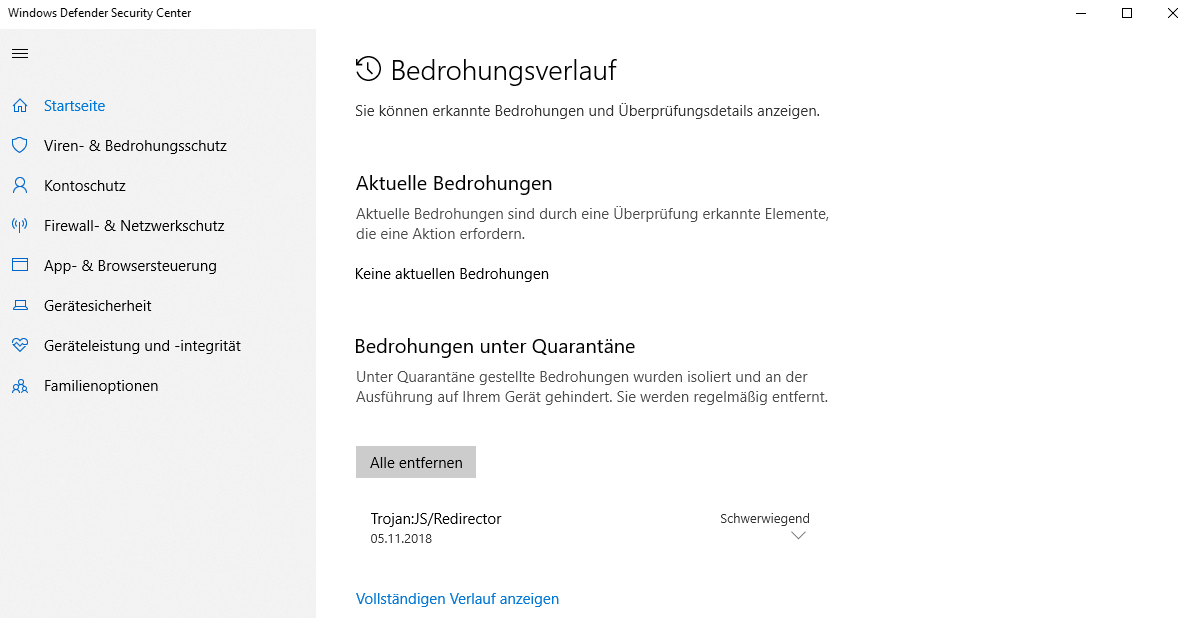 Windows Defender Security Center
Startseite
Viren- & Bedrohungsschutz
Kontoschutz
Firewall- & Netzwerkschutz
App- & Browsersteuerung
Gerätesicherheit
Geräteleistung und -integrität
Familienoptionen
Bedrohungsverlauf
Sie können erkannte Bedrohungen und Überprüfungsdetails anzeigen.
Aktuelle Bedrohungen
Aktuelle Bedrohungen sind durch eine Überprüfung erkannte Elemente,
die eine Aktion erfordern.
Keine aktuellen Bedrohungen
Bedrohungen unter Quarantäne
Unter Quarantäne gestellte Bedrohungen wurden isoliert und an der
Ausführung auf Ihrem Gerät gehindert. Sie werden regelmäßig entfernt.
Alle entfernen
Trojan:JS/Redirector
Schwerwiegend
05.11.2018
Vollständigen Verlauf anzeigen